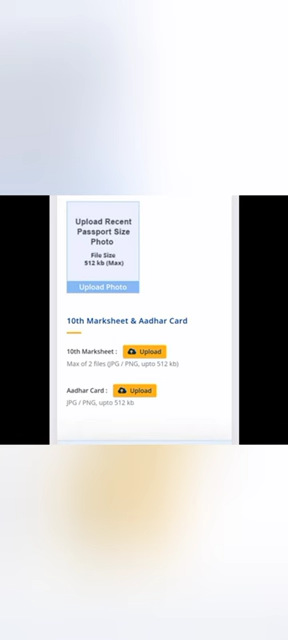 Upload Recent
Passport Size
Photo
File Size
512 kb (Max)
Upload Photo
10th Marksheet & Aadhar Card
10th Marksheet : Upload
Max of 2 files (JPG / PNG, upto 512 kb)
Aadhar Card : Upload
JPG / PNG, upto 512 kb